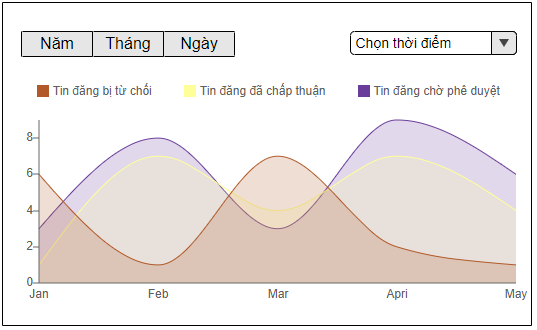 Năm Tháng Ngày Chọn thời điểm
Tin đăng bị từ chối Tin đăng đã chấp thuận Tin đăng chờ phê duyệt
8
6
4
2
0
Jan Feb Mar Apri May